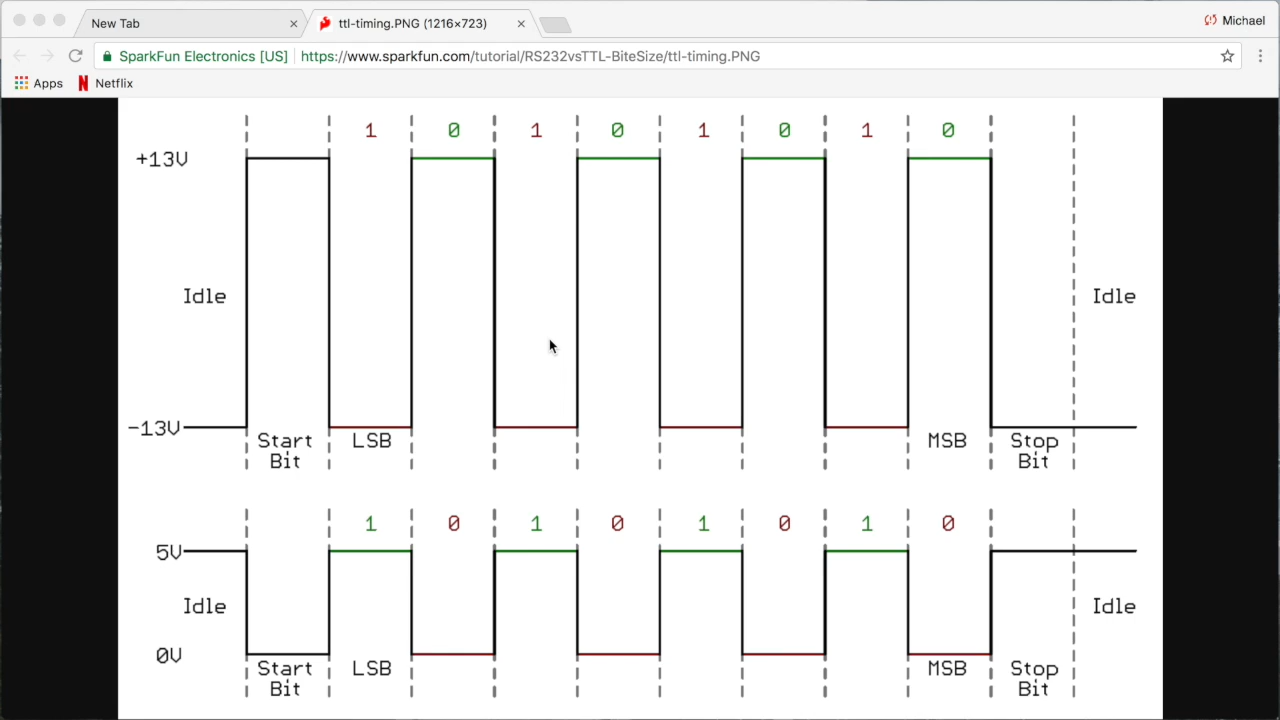 New Tab
ttl-timing.PNG (1216×723)
Michael
SparkFun Electronics [US]
https://www.sparkfun.com/tutorial/RS232vsTTL-BiteSize/ttl-timing.PNG
Apps
Netflix
1 0 1 0 1 0 1 0
+13V
Idle
Idle
-13V
Start Bit
LSB
MSB
Stop Bit
1 0 1 0 1 0 1 0
5V
Idle
Idle
0V
Start Bit
LSB
MSB
Stop Bit